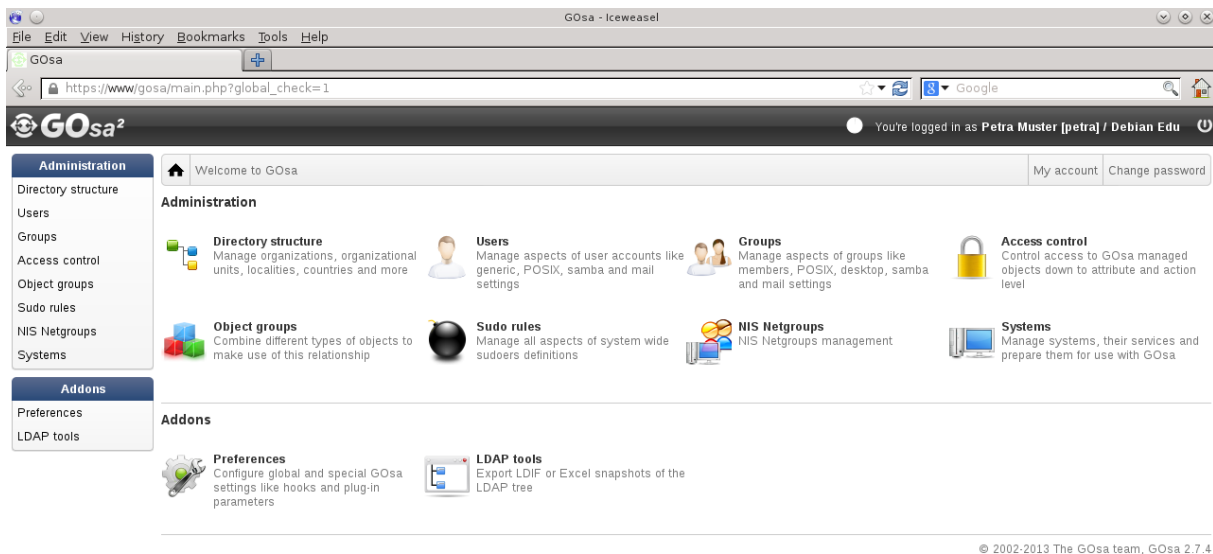 GOsa - Iceweasel
File Edit View History Bookmarks Tools Help
GOsa
https://www/gosa/main.php?global_check=1
Google
GOsa²
You're logged in as Petra Muster [petra] / Debian Edu
Administration
Directory structure
Users
Groups
Access control
Object groups
Sudo rules
NIS Netgroups
Systems
Addons
Preferences
LDAP tools
Welcome to GOsa
My account
Change password
Administration
Directory structure
Manage organizations, organizational
units, localities, countries and more
Users
Manage aspects of user accounts like
generic, POSIX, samba and mail
settings
Groups
Manage aspects of groups like
members, POSIX, desktop, samba
and mail settings
Access control
Control access to GOsa managed
objects down to attribute and action
level
Object groups
Combine different types of objects to
make use of this relationship
Sudo rules
Manage all aspects of system wide
sudoers definitions
NIS Netgroups
NIS Netgroups management
Systems
Manage systems, their services and
prepare them for use with GOsa
Addons
Preferences
Configure global and special GOsa
settings like hooks and plug-in
parameters
LDAP tools
Export LDIF or Excel snapshots of the
LDAP tree
© 2002-2013 The GOsa team, GOsa 2.7.4